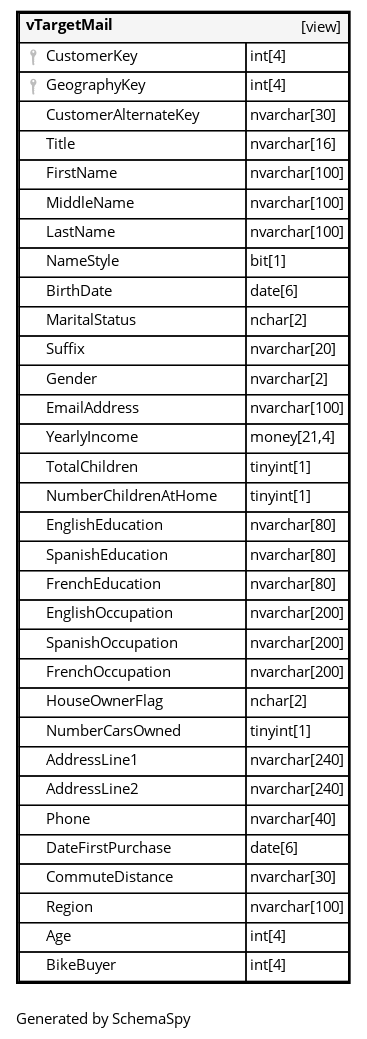 vTargetMail [view]
CustomerKey int[4]
GeographyKey int[4]
CustomerAlternateKey nvarchar[30]
Title nvarchar[16]
FirstName nvarchar[100]
MiddleName nvarchar[100]
LastName nvarchar[100]
NameStyle bit[1]
BirthDate date[6]
MaritalStatus nchar[2]
Suffix nvarchar[20]
Gender nvarchar[2]
EmailAddress nvarchar[100]
YearlyIncome money[21,4]
TotalChildren tinyint[1]
NumberChildrenAtHome tinyint[1]
EnglishEducation nvarchar[80]
SpanishEducation nvarchar[80]
FrenchEducation nvarchar[80]
EnglishOccupation nvarchar[200]
SpanishOccupation nvarchar[200]
FrenchOccupation nvarchar[200]
HouseOwnerFlag nchar[2]
NumberCarsOwned tinyint[1]
AddressLine1 nvarchar[240]
AddressLine2 nvarchar[240]
Phone nvarchar[40]
DateFirstPurchase date[6]
CommuteDistance nvarchar[30]
Region nvarchar[100]
Age int[4]
BikeBuyer int[4]
Generated by SchemaSpy